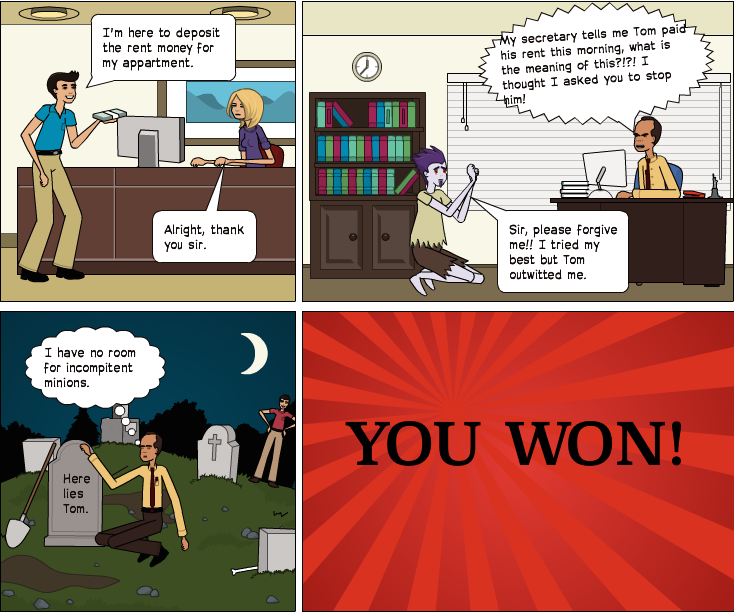 I'm here to deposit
the rent money for
my appartment.
Alright, thank
you sir.
My secretary tells me Tom paid
his rent this morning, what is
the meaning of this?!?! I
thought I asked you to stop
him!
Sir, please forgive
me!! I tried my
best but Tom
outwitted me.
I have no room
for incompitent
minions.
Here
lies
Tom.
YOU WON!